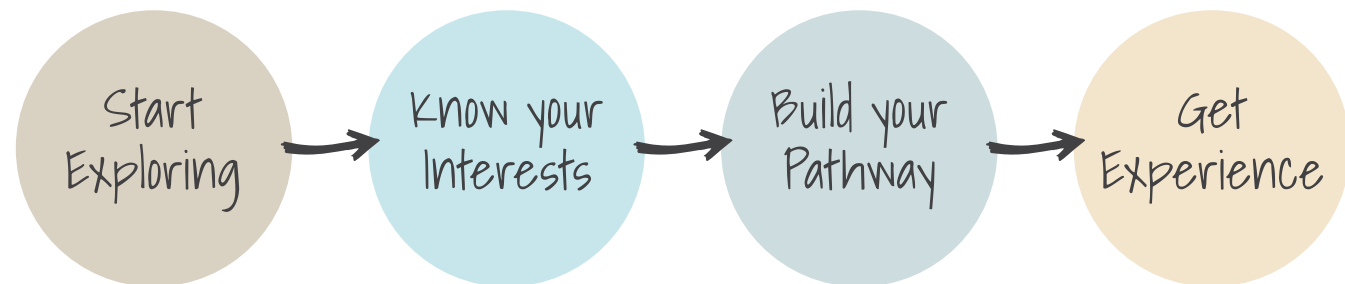 Start
Exploring
Know your
Interests
Build your
Pathway
Get
Experience